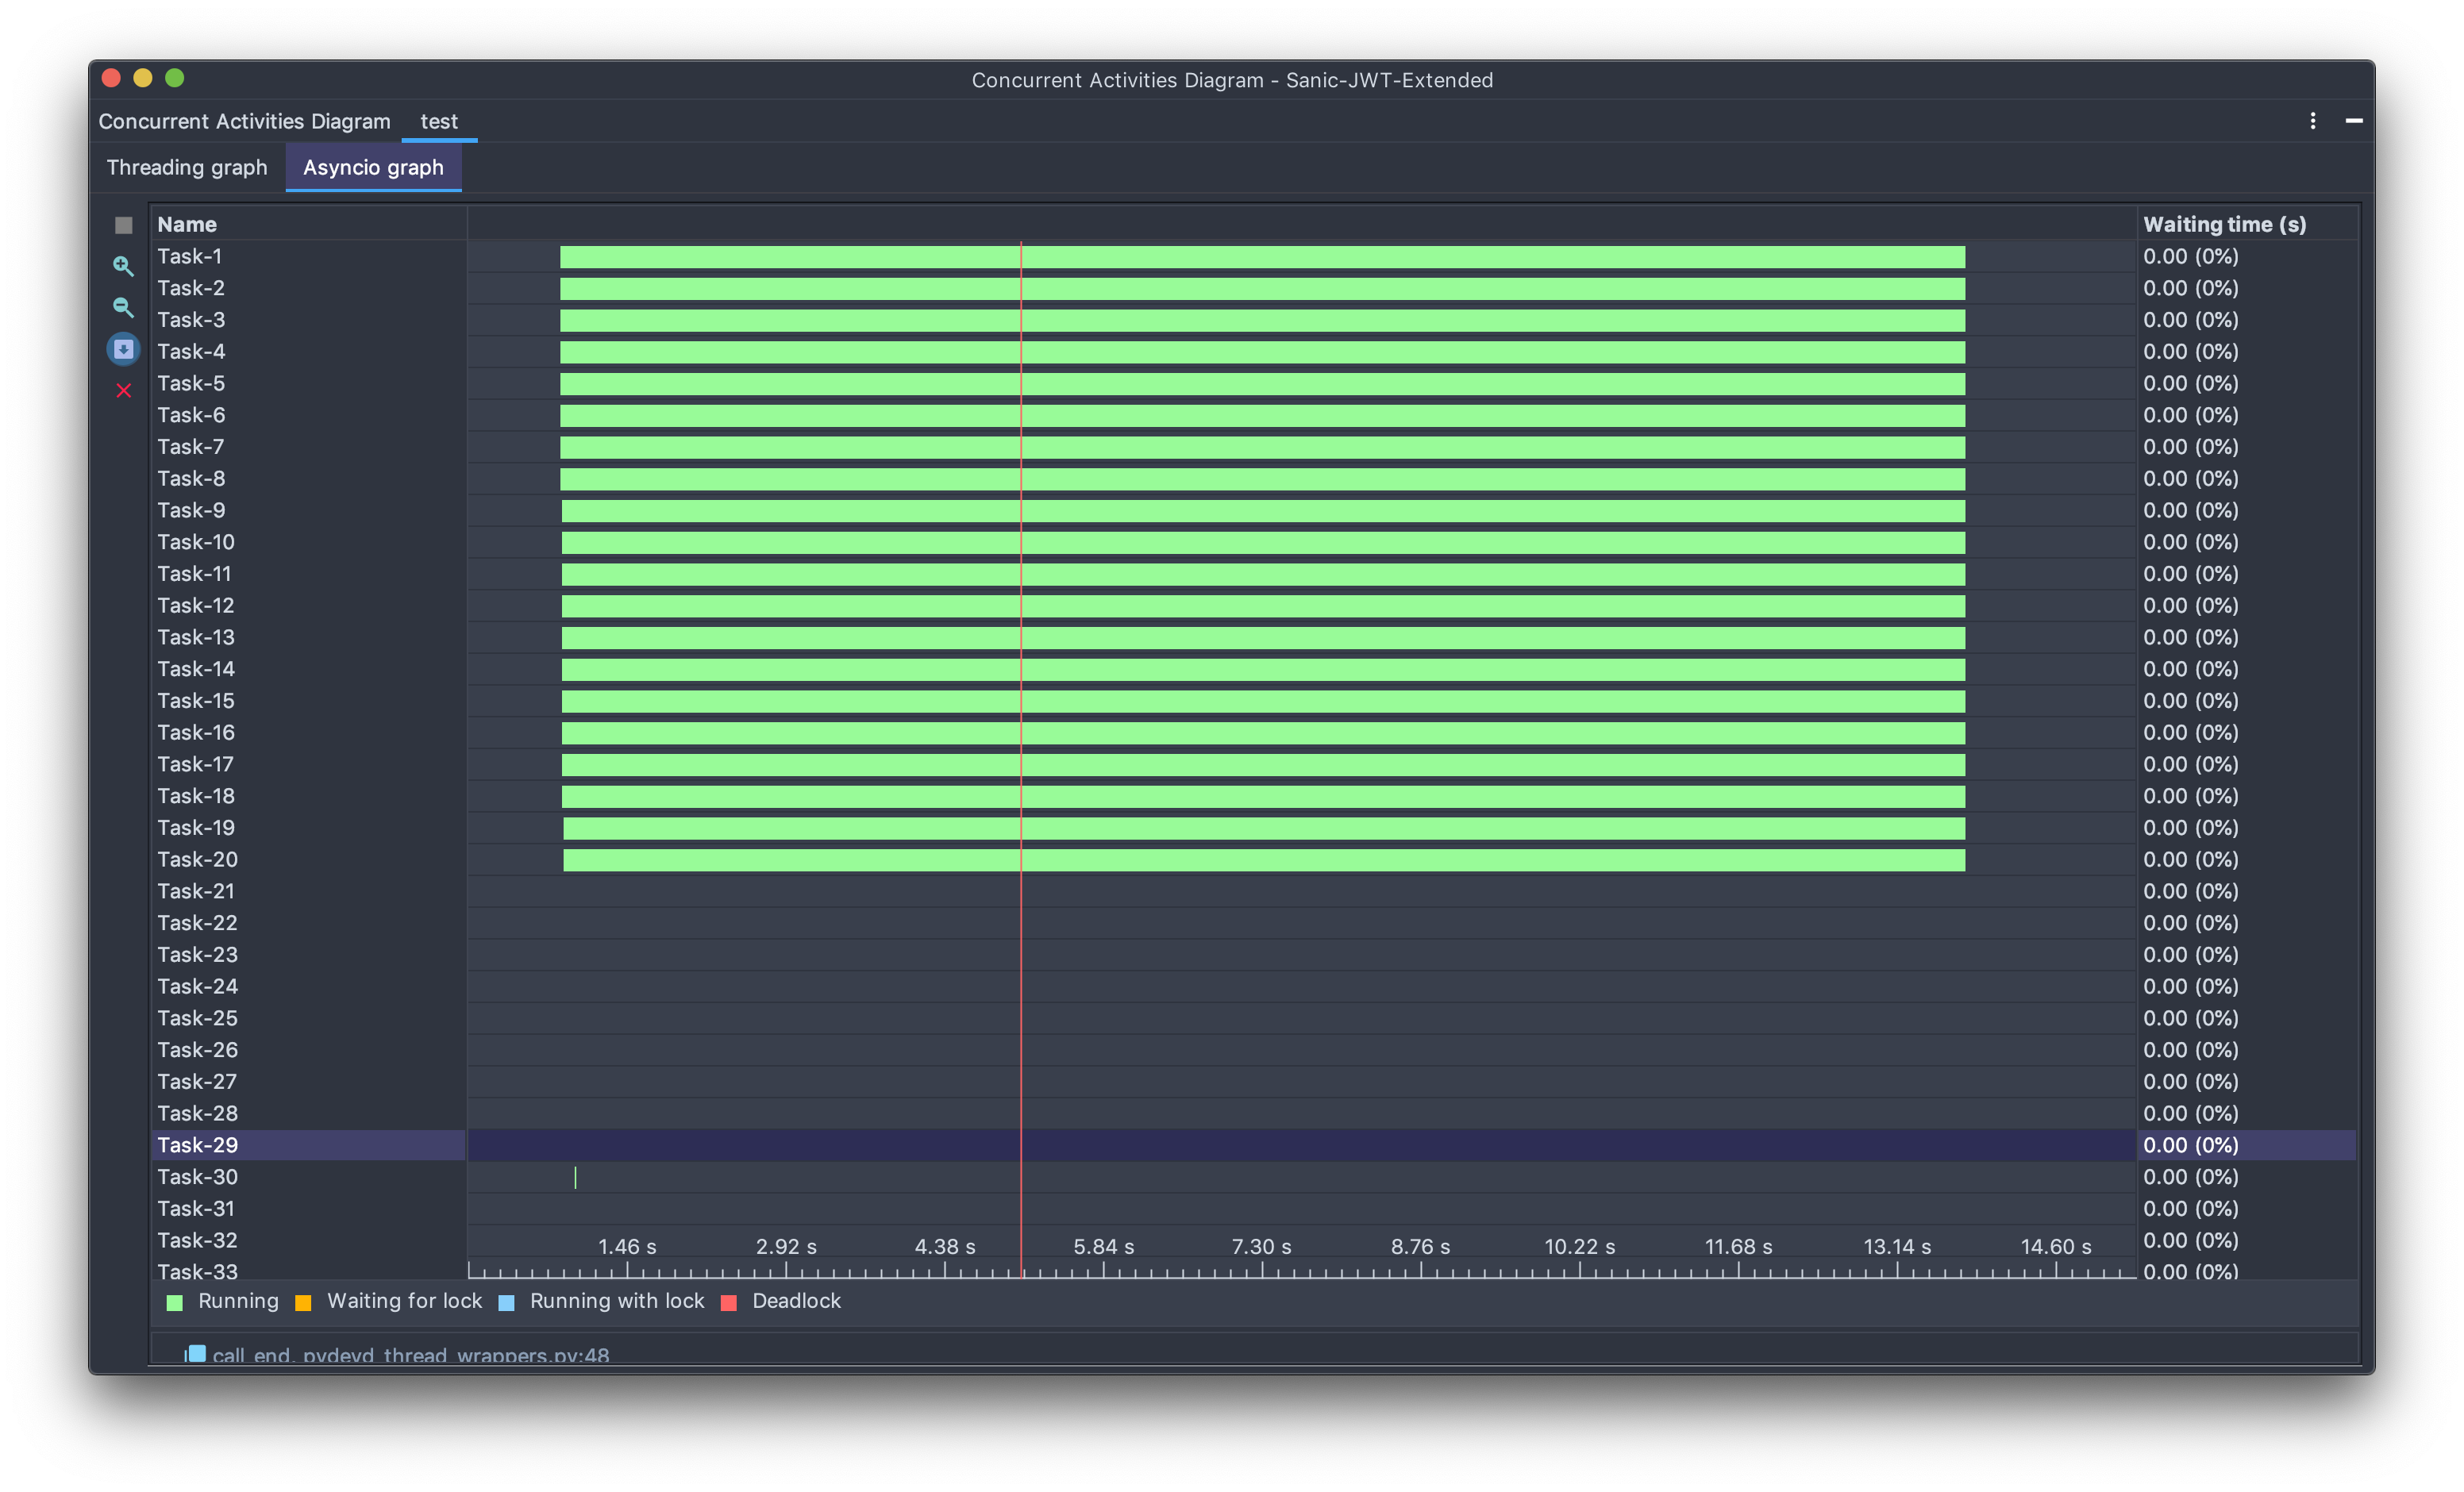 Concurrent Activities Diagram - Sanic-JWT-Extended
Concurrent Activities Diagram test
Threading graph Asyncio graph
Name Waiting time (s)
Task-1 0.00 (0%)
Task-2 0.00 (0%)
Task-3 0.00 (0%)
Task-4 0.00 (0%)
Task-5 0.00 (0%)
Task-6 0.00 (0%)
Task-7 0.00 (0%)
Task-8 0.00 (0%)
Task-9 0.00 (0%)
Task-10 0.00 (0%)
Task-11 0.00 (0%)
Task-12 0.00 (0%)
Task-13 0.00 (0%)
Task-14 0.00 (0%)
Task-15 0.00 (0%)
Task-16 0.00 (0%)
Task-17 0.00 (0%)
Task-18 0.00 (0%)
Task-19 0.00 (0%)
Task-20 0.00 (0%)
Task-21 0.00 (0%)
Task-22 0.00 (0%)
Task-23 0.00 (0%)
Task-24 0.00 (0%)
Task-25 0.00 (0%)
Task-26 0.00 (0%)
Task-27 0.00 (0%)
Task-28 0.00 (0%)
Task-29 0.00 (0%)
Task-30 0.00 (0%)
Task-31 0.00 (0%)
Task-32 1.46 s 2.92 s 4.38 s 5.84 s 7.30 s 8.76 s 10.22 s 11.68 s 13.14 s 14.60 s 0.00 (0%)
Task-33 0.00 (0%)
Running Waiting for lock Running with lock Deadlock
call_end, pydevd_thread_wrappers.py:48